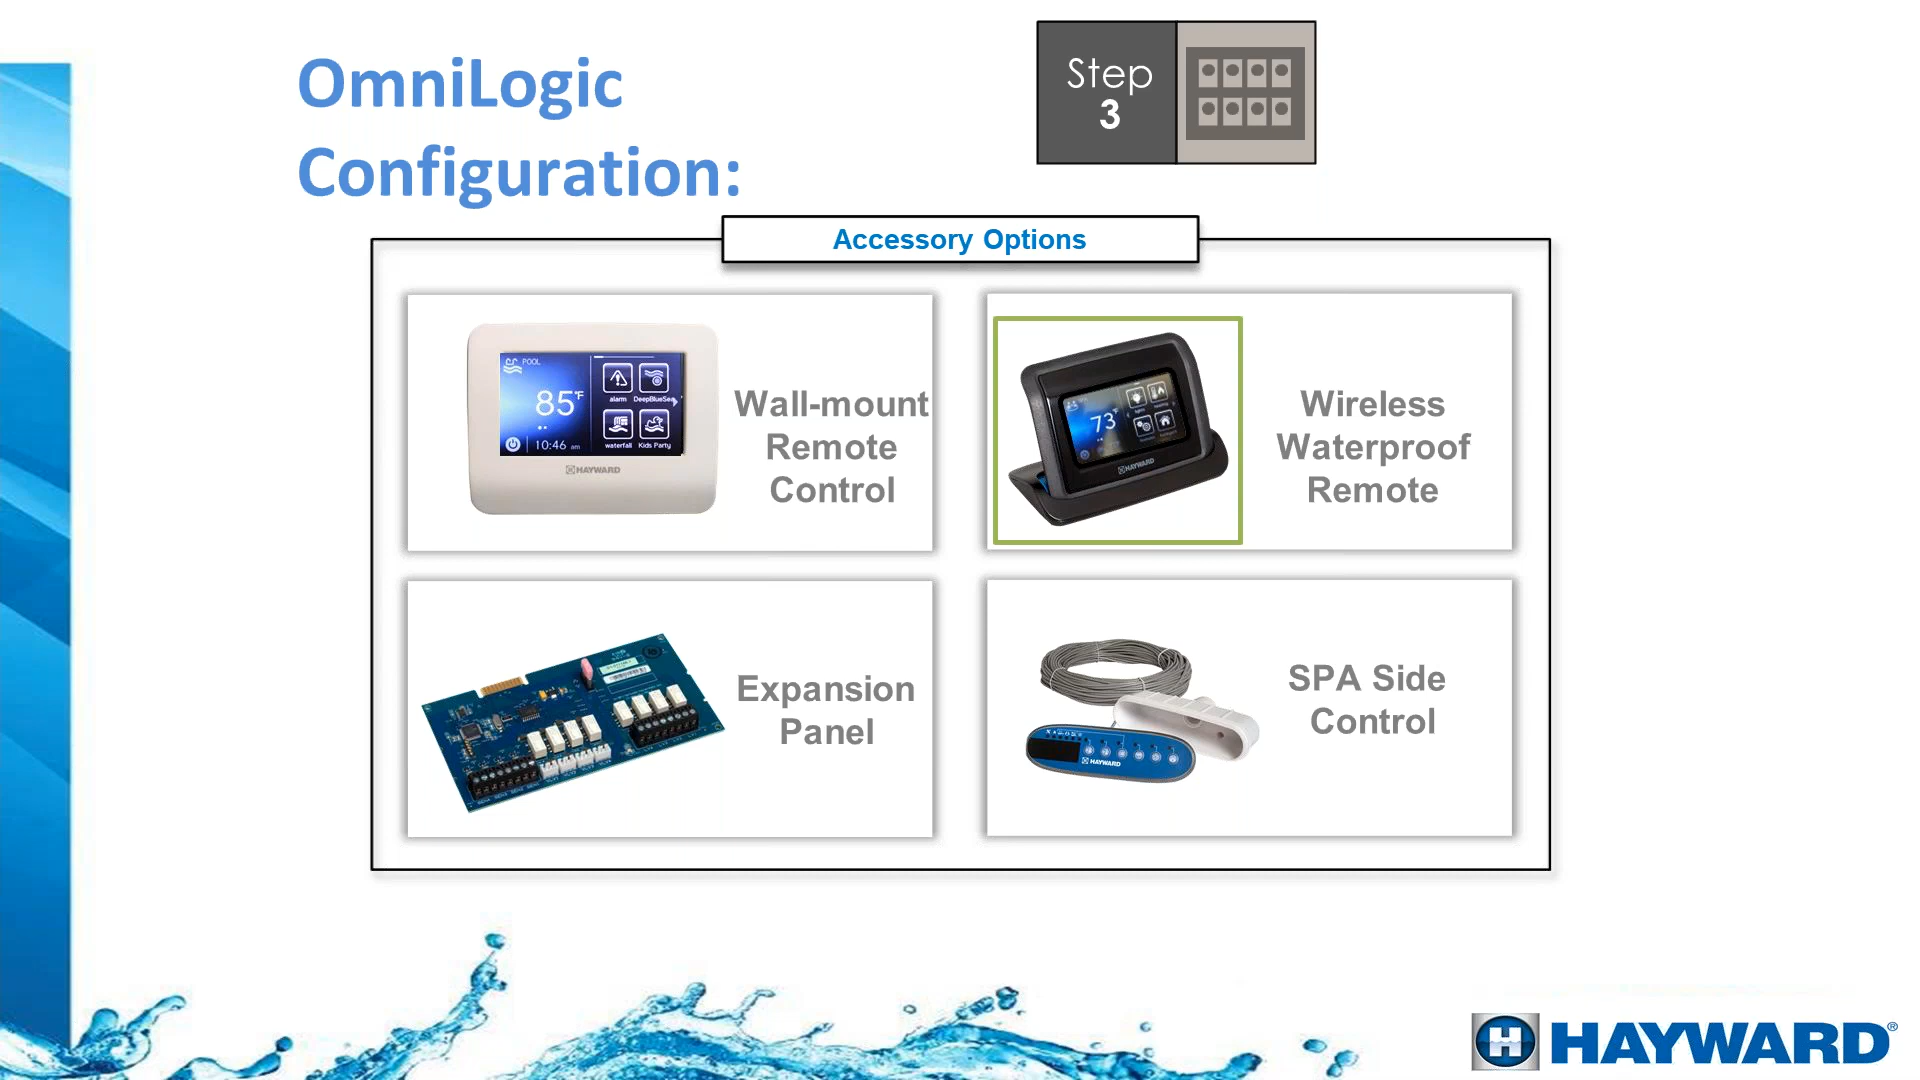 OmniLogic
Configuration:
Step
3
Accessory Options
POOL
85°F
10:46 am
alarm
DeepBlueSea
waterfall
Kids Party
HAYWARD
Wall-mount
Remote
Control
73°F
lights
HAYWARD
Wireless
Waterproof
Remote
Expansion
Panel
HAYWARD
SPA Side
Control
HAYWARD®